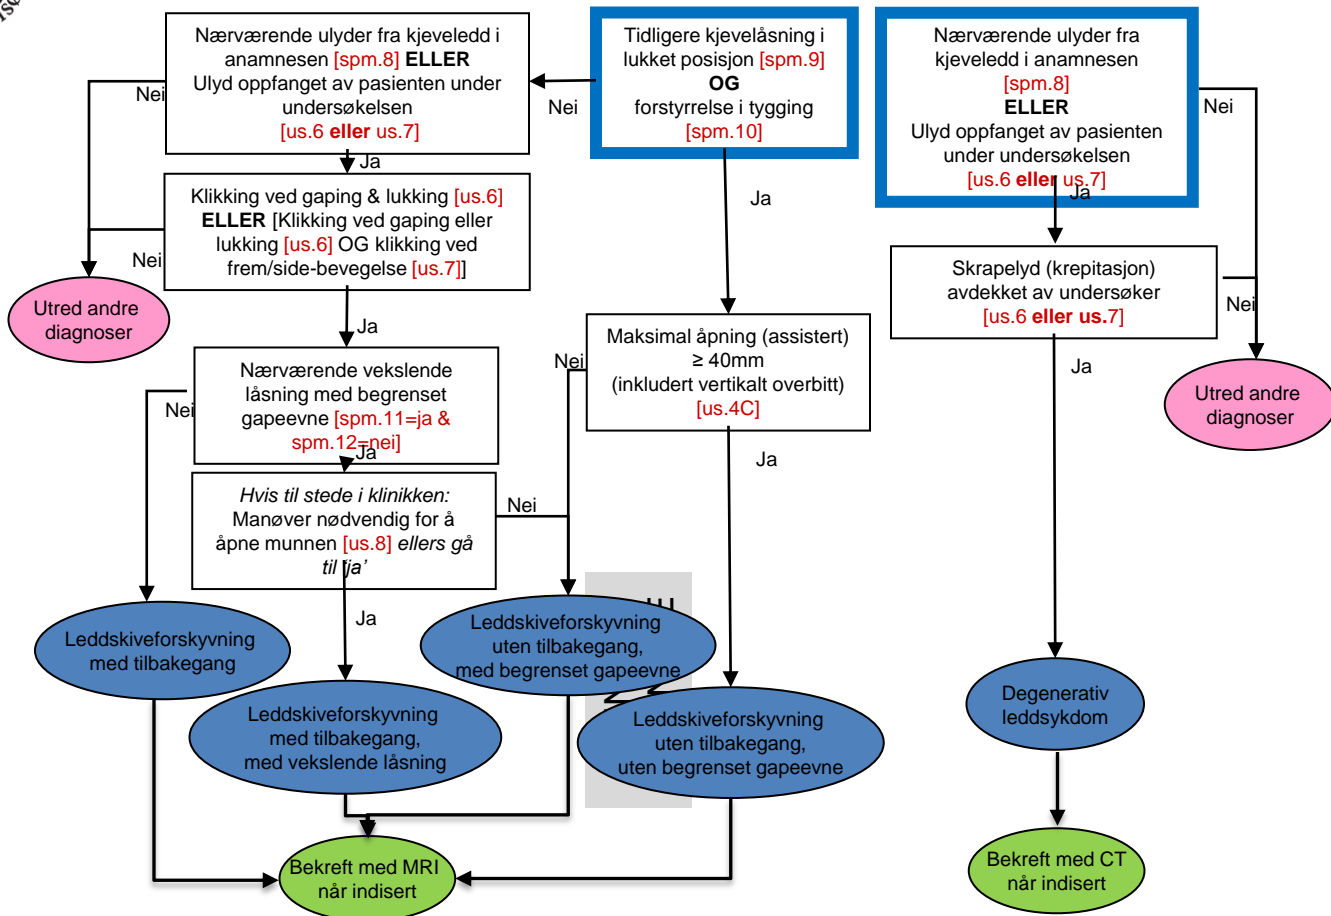 Nærværende ulyder fra kjeveledd i
anamnesen [spm.8] ELLER
Ulyd oppfanget av pasienten under
undersøkelsen
[us.6 eller us.7]
Tidligere kjevelåsning i
lukket posisjon [spm.9]
OG
forstyrrelse i tygging
[spm.10]
Nærværende ulyder fra
kjeveledd i anamnesen
[spm.8]
ELLER
Ulyd oppfanget av pasienten
under undersøkelsen
[us.6 eller us.7]
Nei
Nei
Nei
Ja
Ja
Ja
Klikking ved gaping & lukking [us.6]
ELLER [Klikking ved gaping eller
lukking [us.6] OG klikking ved
frem/side-bevegelse [us.7]]
Nei
Skrapelyd (krepitasjon)
avdekket av undersøker
[us.6 eller us.7]
Nei
Utred andre
diagnoser
Ja
Maksimal åpning (assistert)
≥ 40mm
(inkludert vertikalt overbitt)
[us.4C]
Nei
Ja
Nærværende vekslende
låsning med begrenset
gapeevne [spm.11=ja &
spm.12=nei]
Nei
Utred andre
diagnoser
Ja
Ja
Hvis til stede i klinikken:
Manøver nødvendig for å
åpne munnen [us.8] ellers gå
til 'ja'
Nei
Ja
Leddskiveforskyvning
med tilbakegang
Leddskiveforskyvning
uten tilbakegang,
med begrenset gapeevne
Leddskiveforskyvning
med tilbakegang,
med vekslende låsning
Leddskiveforskyvning
uten tilbakegang,
uten begrenset gapeevne
Degenerativ
leddsykdom
Bekreft med MRI
når indisert
Bekreft med CT
når indisert